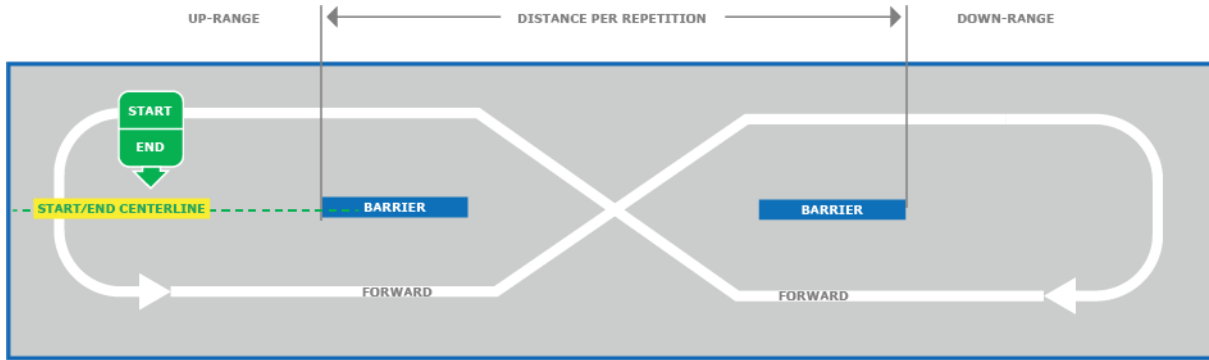 UP-RANGE
DISTANCE PER REPETITION
DOWN-RANGE
START
END
START/END CENTERLINE
BARRIER
BARRIER
FORWARD
FORWARD